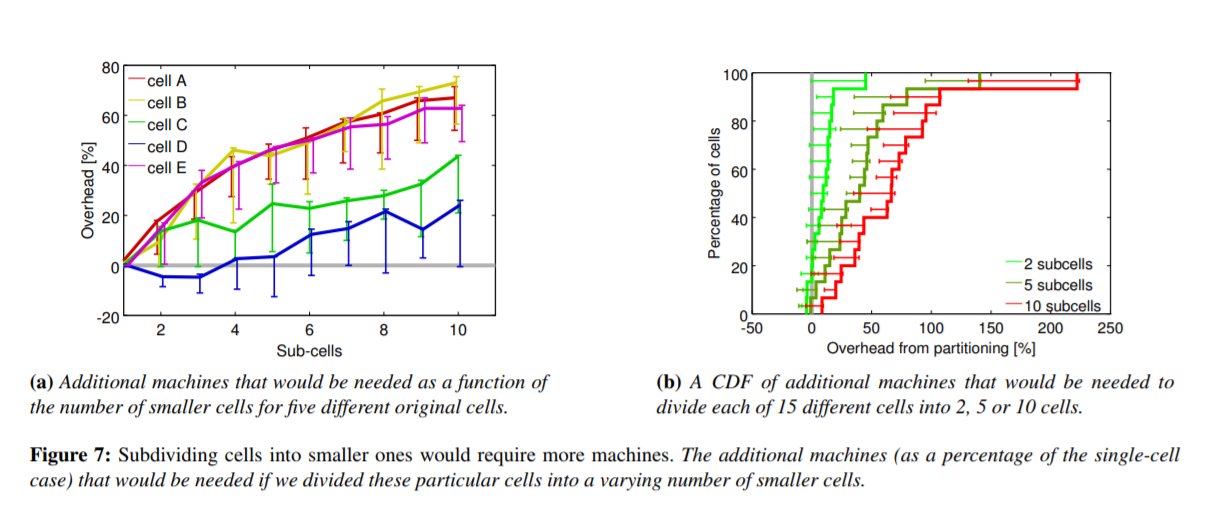 80
60
40
20
0
-20
Overhead [%]
cell A
cell B
cell C
cell D
cell E
2 4 6 8 10
Sub-cells
100
80
60
40
20
0
Percentage of cells
2 subcells
5 subcells
10 subcells
-50 0 50 100 150 200 250
Overhead from partitioning [%]
(a) Additional machines that would be needed as a function of
the number of smaller cells for five different original cells.
(b) A CDF of additional machines that would be needed to
divide each of 15 different cells into 2, 5 or 10 cells.
Figure 7: Subdividing cells into smaller ones would require more machines. The additional machines (as a percentage of the single-cell
case) that would be needed if we divided these particular cells into a varying number of smaller cells.